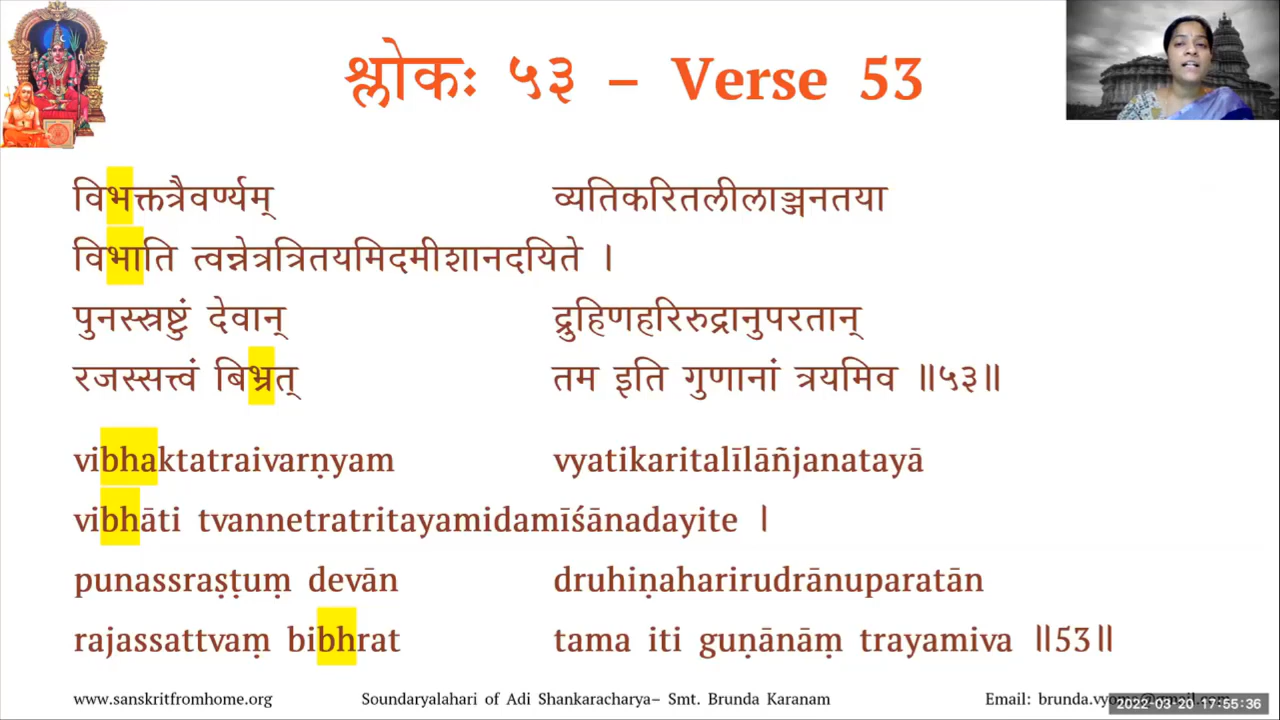 श्लोकः ५३ – Verse 53
विभक्तत्रैवर्ण्यम् व्यतिकरितलीलाञ्जनतया
विभाति त्वन्नेत्रत्रितयमिदमीशानदयिते ।
पुनस्स्रष्टुं देवान् द्रुहिणहरिरुद्रानुपरतान्
रजस्सत्त्वं बिभ्रत् तम इति गुणानां त्रयमिव ॥५३॥
vibhaktatraivarṇyam vyatikaritalīlāñjanatayā
vibhāti tvannetratritayamidamīśānadayite |
punassraṣṭuṃ devān druhiṇaharirudrānuparatān
rajassattvaṃ bibhrat tama iti guṇānāṃ trayamiva ॥53॥
www.sanskritfromhome.org Soundaryalahari of Adi Shankaracharya– Smt. Brunda Karanam Email:
2022-03-20 17:55:36